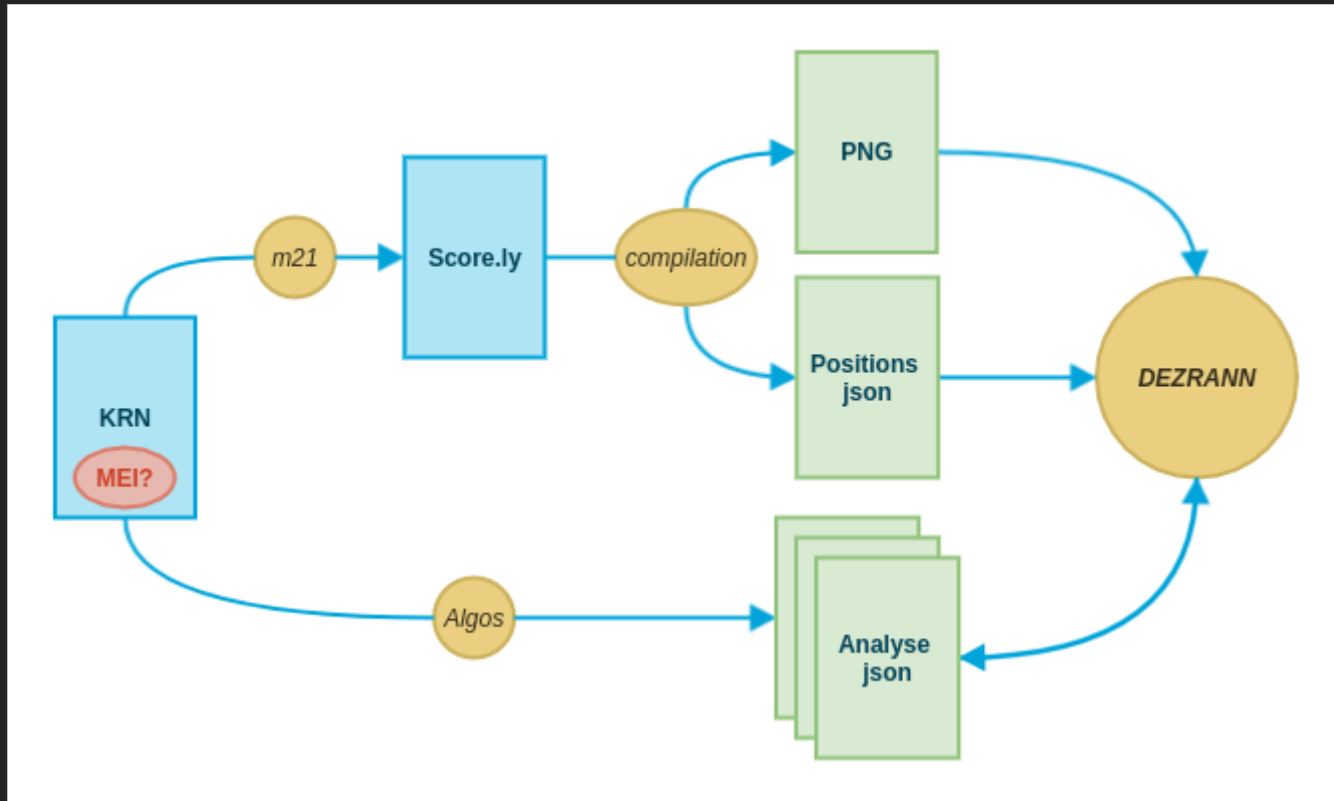 PNG
m21
Score.ly
compilation
Positions
json
DEZRANN
KRN
MEI?
Algos
Analyse
json